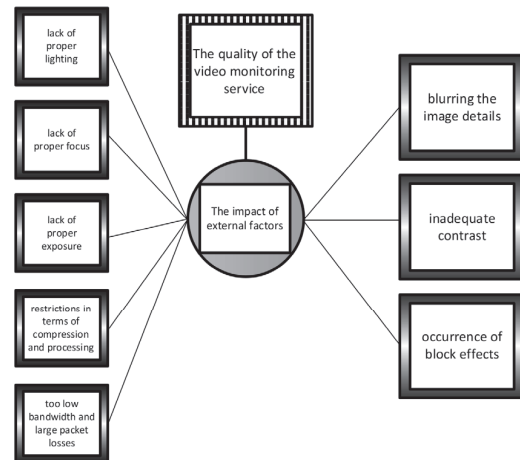 lack of
proper
lighting
lack of
proper focus
lack of
proper
exposure
restrictions in
terms of
compression
and processing
too low
bandwidth and
large packet
losses
The quality of the
video monitoring
service
The impact of
external factors
blurring the
image details
inadequate
contrast
occurrence of
block effects